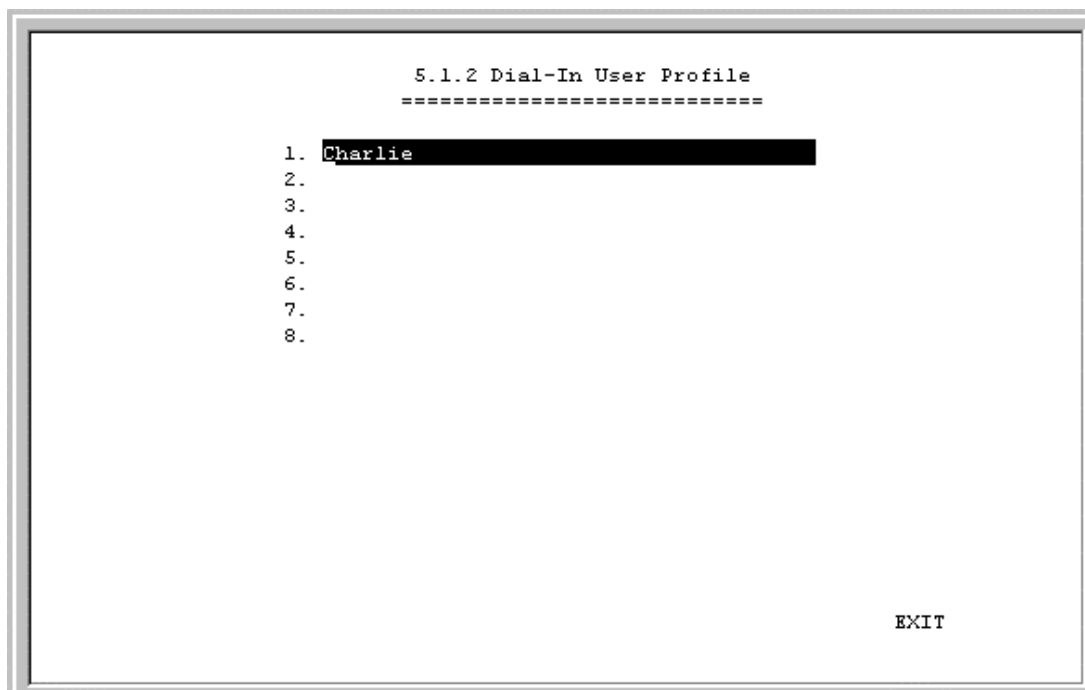 5.1.2 Dial-In User Profile
============================
1. Charlie
2.
3.
4.
5.
6.
7.
8.
EXIT